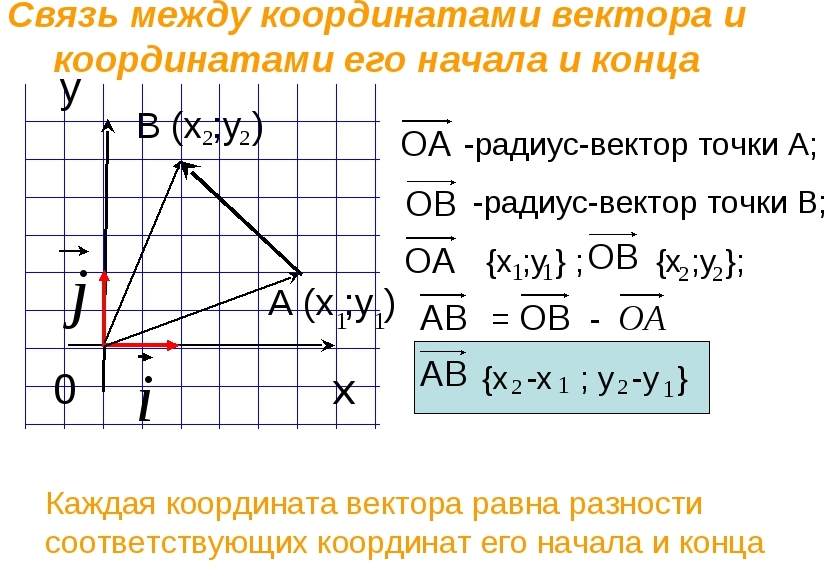 Связь между координатами вектора и
координатами его начала и конца
y
B (x₂;y₂)
j
A (x₁;y₁)
0
i
x
OA -радиус-вектор точки А;
OB -радиус-вектор точки В;
OA {x₁;y₁} ; OB {x₂;y₂};
AB = OB - OA
AB {x₂-x₁ ; y₂-y₁}
Каждая координата вектора равна разности
соответствующих координат его начала и конца